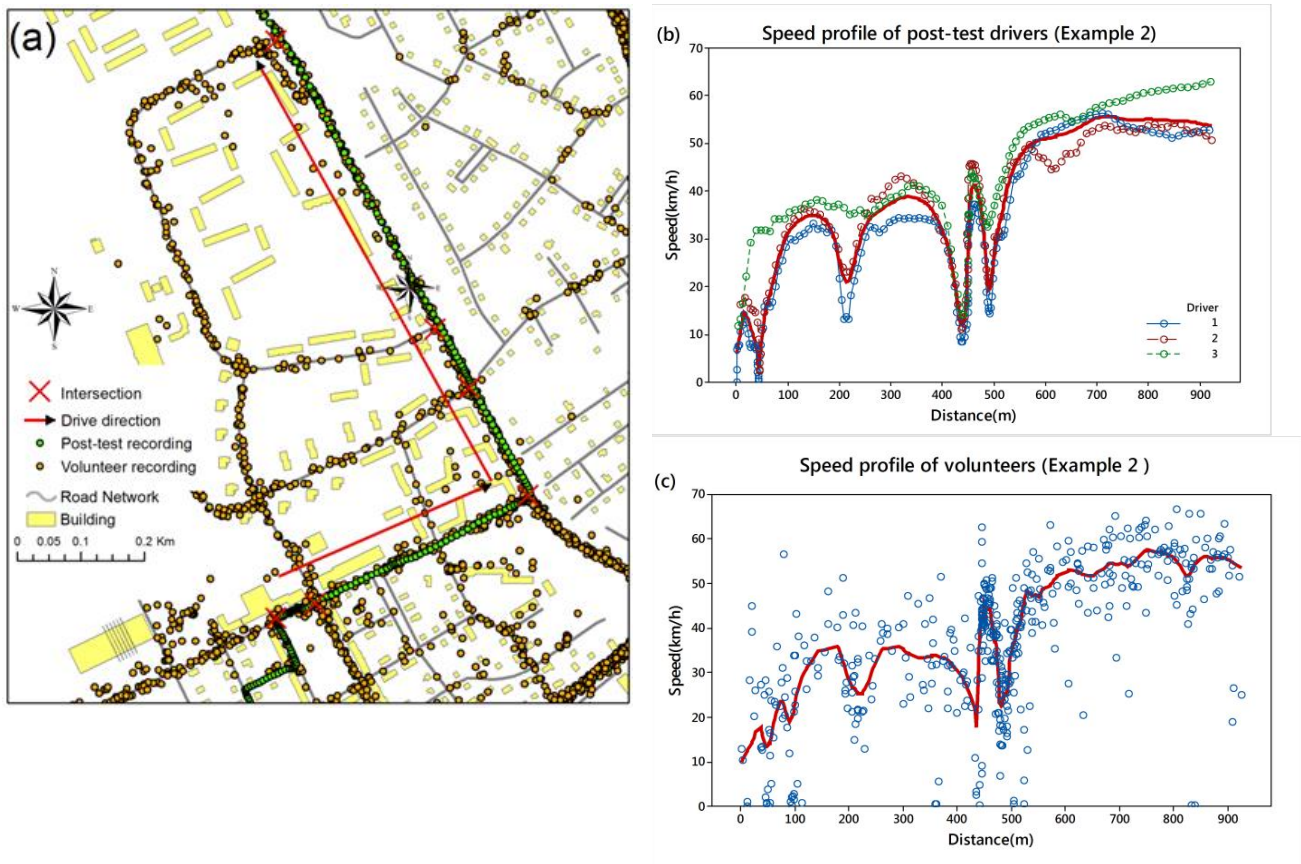 (a)
N
W E
S
E
Intersection
Drive direction
Post-test recording
Volunteer recording
Road Network
Building
0 0.05 0.1 0.2 Km
(b) Speed profile of post-test drivers (Example 2)
70
60
50
40
30
20
10
0
Speed(km/h)
Driver
1
2
3
0 100 200 300 400 500 600 700 800 900
Distance(m)
(c) Speed profile of volunteers (Example 2 )
70
60
50
40
30
20
10
0
Speed(km/h)
0 100 200 300 400 500 600 700 800 900
Distance(m)